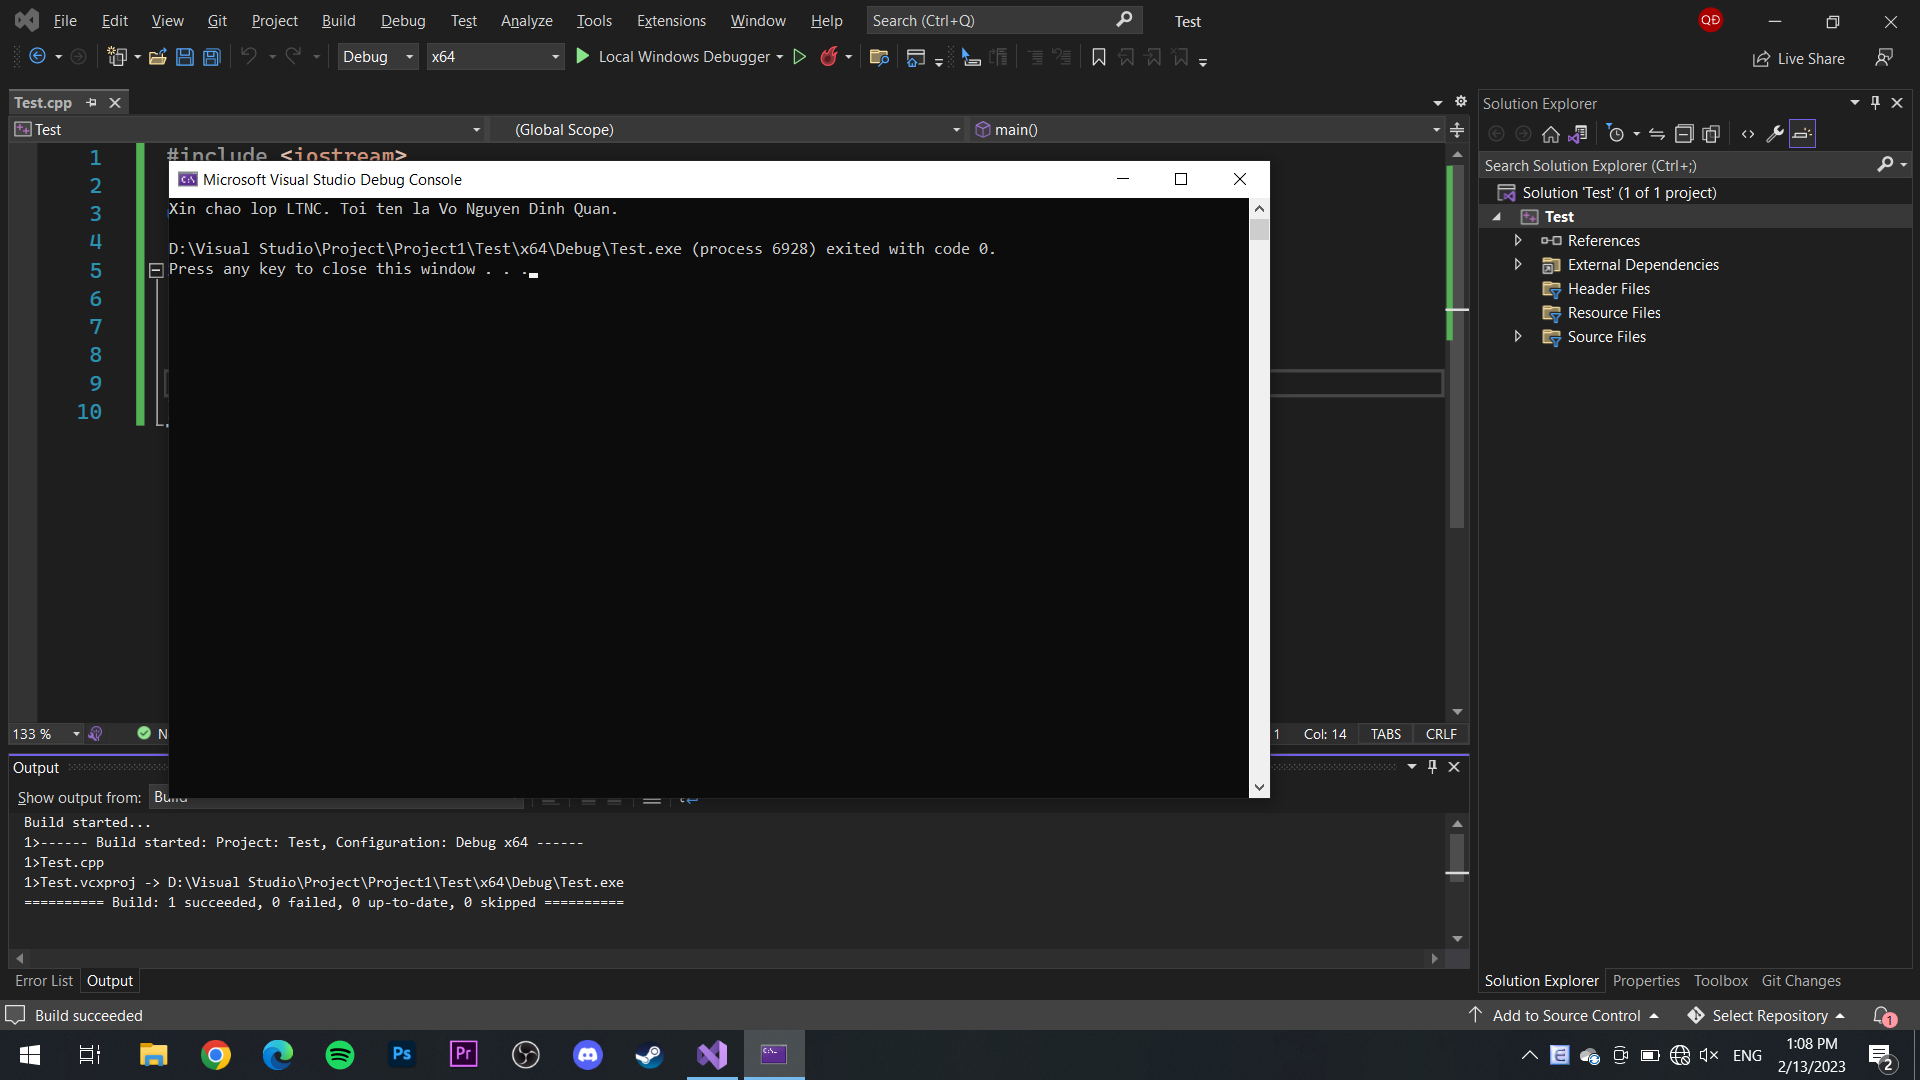 File Edit View Git Project Build Debug Test Analyze Tools Extensions Window Help Search (Ctrl+Q) Test QĐ
Debug x64 Local Windows Debugger Live Share
Test.cpp
Test (Global Scope) main()
1 #include <iostream>
2
3
4
5
6
7
8
9
10
Microsoft Visual Studio Debug Console
Xin chao lop LTNC. Toi ten la Vo Nguyen Dinh Quan.
D:\Visual Studio\Project\Project1\Test\x64\Debug\Test.exe (process 6928) exited with code 0.
Press any key to close this window . . .
133 % Col: 14 TABS CRLF
Output
Show output from: Build
Build started...
1>------ Build started: Project: Test, Configuration: Debug x64 ------
1>Test.cpp
1>Test.vcxproj -> D:\Visual Studio\Project\Project1\Test\x64\Debug\Test.exe
========== Build: 1 succeeded, 0 failed, 0 up-to-date, 0 skipped ==========
Error List Output
Solution Explorer
Search Solution Explorer (Ctrl+;)
Solution 'Test' (1 of 1 project)
Test
References
External Dependencies
Header Files
Resource Files
Source Files
Solution Explorer Properties Toolbox Git Changes
Build succeeded Add to Source Control Select Repository 1
Ps Pr ENG 1:08 PM
2/13/2023 2